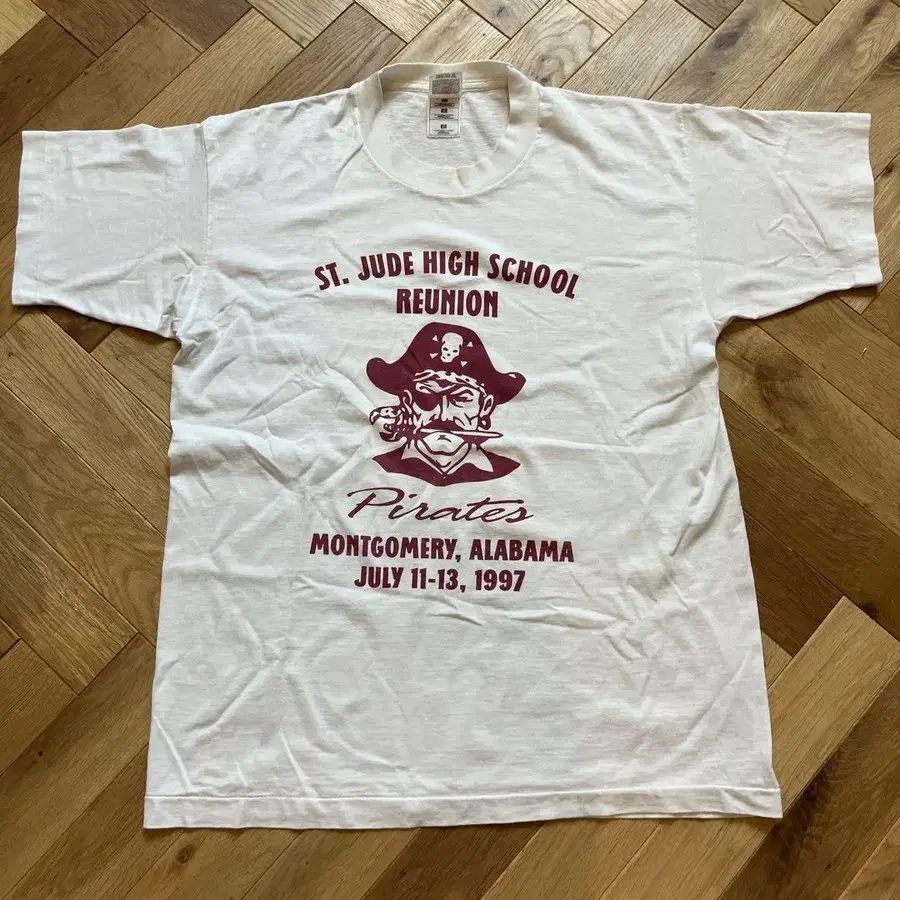 ST. JUDE HIGH SCHOOL
REUNION
Pirates
MONTGOMERY, ALABAMA
JULY 11-13, 1997